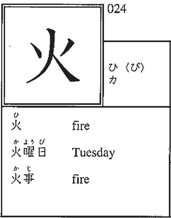 024
火
ひ〈び〉
カ
ひ
火 fire
か ようび
火曜日 Tuesday
か じ
火事 fire